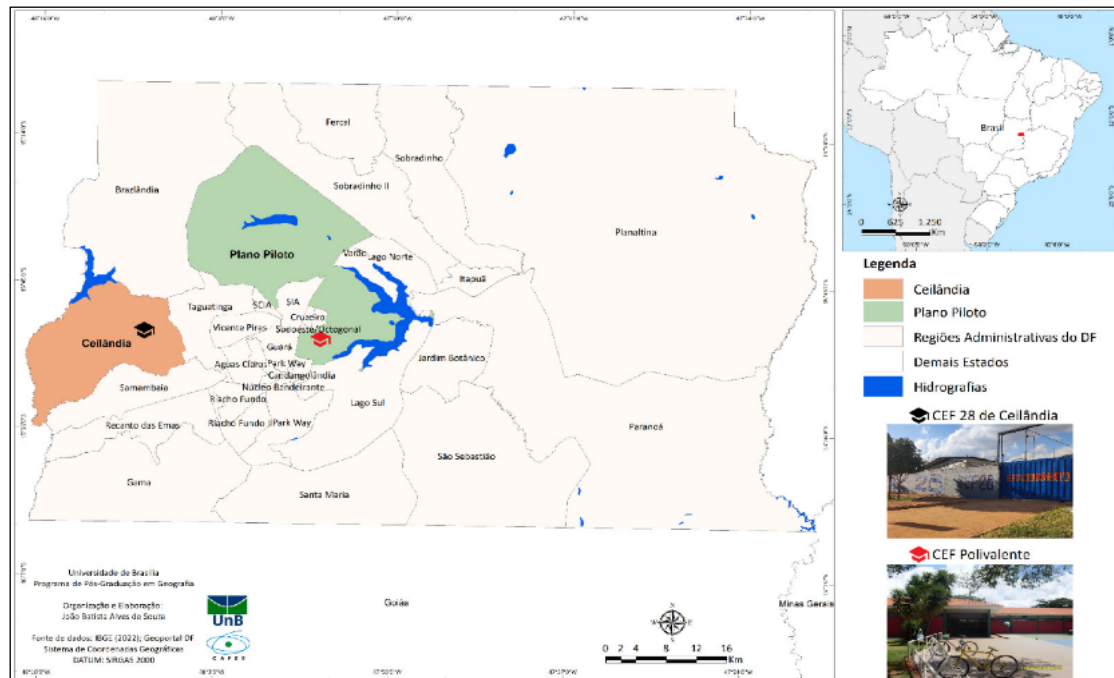 Fercal
Sobradinho
Brazlândia
Sobradinho II
Planaltina
Plano Piloto
Lago Norte
Itapuã
Taguatinga
SCIA
SIA
Cruzeiro
Vicente Pires
Sudoeste/Octogonal
Ceilândia
Guará
Jardim Botânico
Aguas Claras
Park Way
Candangolândia
Samambaia
Núcleo Bandeirante
Riacho Fundo
Lago Sul
Recanto das Emas
Riacho Fundo II
Park Way
Paranoá
São Sebastião
Gama
Santa Maria
Goiás
Minas Gerais
Universidade de Brasília
Programa de Pós-Graduação em Geografia
Organização e Elaboração:
João Batista Alves de Souza
Fonte de dados: IBGE (2022); Geoportal DF
Sistema de Coordenadas Geográficas
DATUM: SIRGAS 2000
UnB
CAPES
0 2 4 8 12 16
Km
Brasil
0 625 1.250
Km
Legenda
Ceilândia
Plano Piloto
Regiões Administrativas do DF
Demais Estados
Hidrografias
CEF 28 de Ceilândia
CEF Polivalente